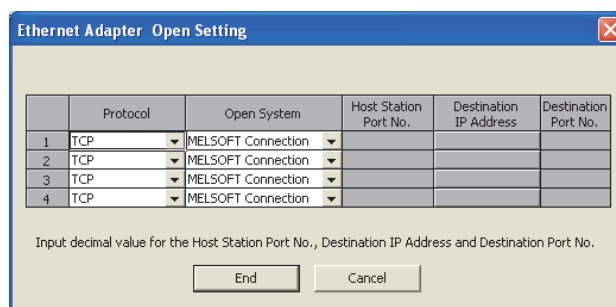 Ethernet Adapter Open Setting
Protocol Open System Host Station Port No. Destination IP Address Destination Port No.
1 TCP MELSOFT Connection
2 TCP MELSOFT Connection
3 TCP MELSOFT Connection
4 TCP MELSOFT Connection
Input decimal value for the Host Station Port No., Destination IP Address and Destination Port No.
End Cancel